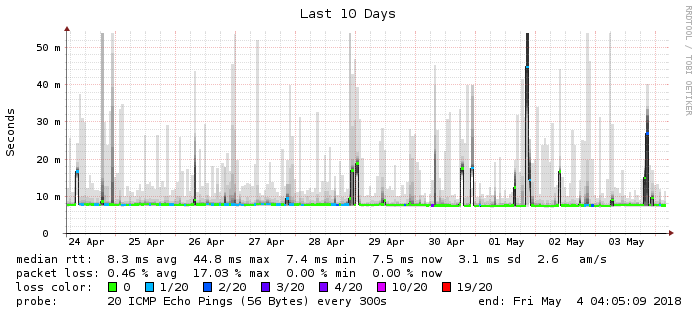 Last 10 Days
RRDTOOL / TOBI OETIKER
Seconds
50 m
40 m
30 m
20 m
10 m
0
24 Apr 25 Apr 26 Apr 27 Apr 28 Apr 29 Apr 30 Apr 01 May 02 May 03 May
median rtt: 8.3 ms avg 44.8 ms max 7.4 ms min 7.5 ms now 3.1 ms sd 2.6 am/s
packet loss: 0.46 % avg 17.03 % max 0.00 % min 0.00 % now
loss color: 0 1/20 2/20 3/20 4/20 10/20 19/20
probe: 20 ICMP Echo Pings (56 Bytes) every 300s end: Fri May 4 04:05:09 2018